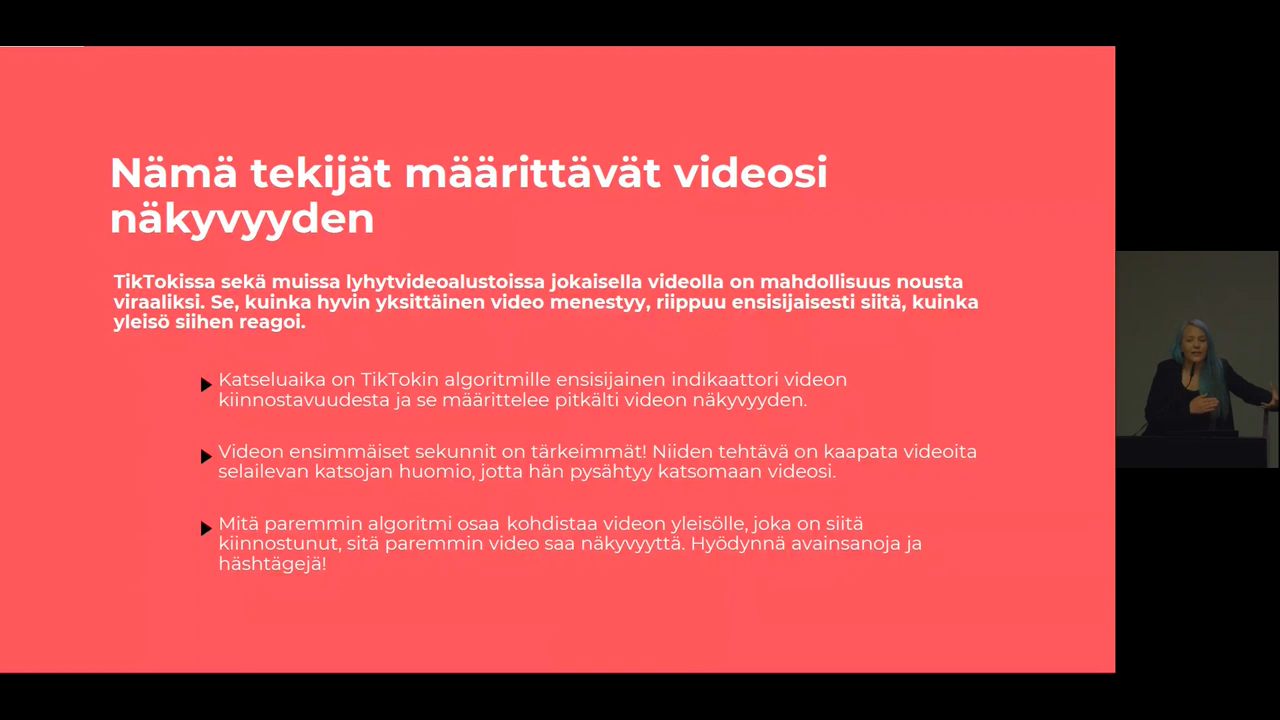 Nämä tekijät määrittävät videosi
näkyvyyden
TikTokissa sekä muissa lyhytvideoalustoissa jokaisella videolla on mahdollisuus nousta
viraaliksi. Se, kuinka hyvin yksittäinen video menestyy, riippuu ensisijaisesti siitä, kuinka
yleisö siihen reagoi.
Katseluaika on TikTokin algoritmille ensisijainen indikaattori videon
kiinnostavuudesta ja se määrittelee pitkälti videon näkyvyyden.
Videon ensimmäiset sekunnit on tärkeimmät! Niiden tehtävä on kaapata videoita
selailevan katsojan huomio, jotta hän pysähtyy katsomaan videosi.
Mitä paremmin algoritmi osaa kohdistaa videon yleisölle, joka on siitä
kiinnostunut, sitä paremmin video saa näkyvyyttä. Hyödynnä avainsanoja ja
häshtägejä!